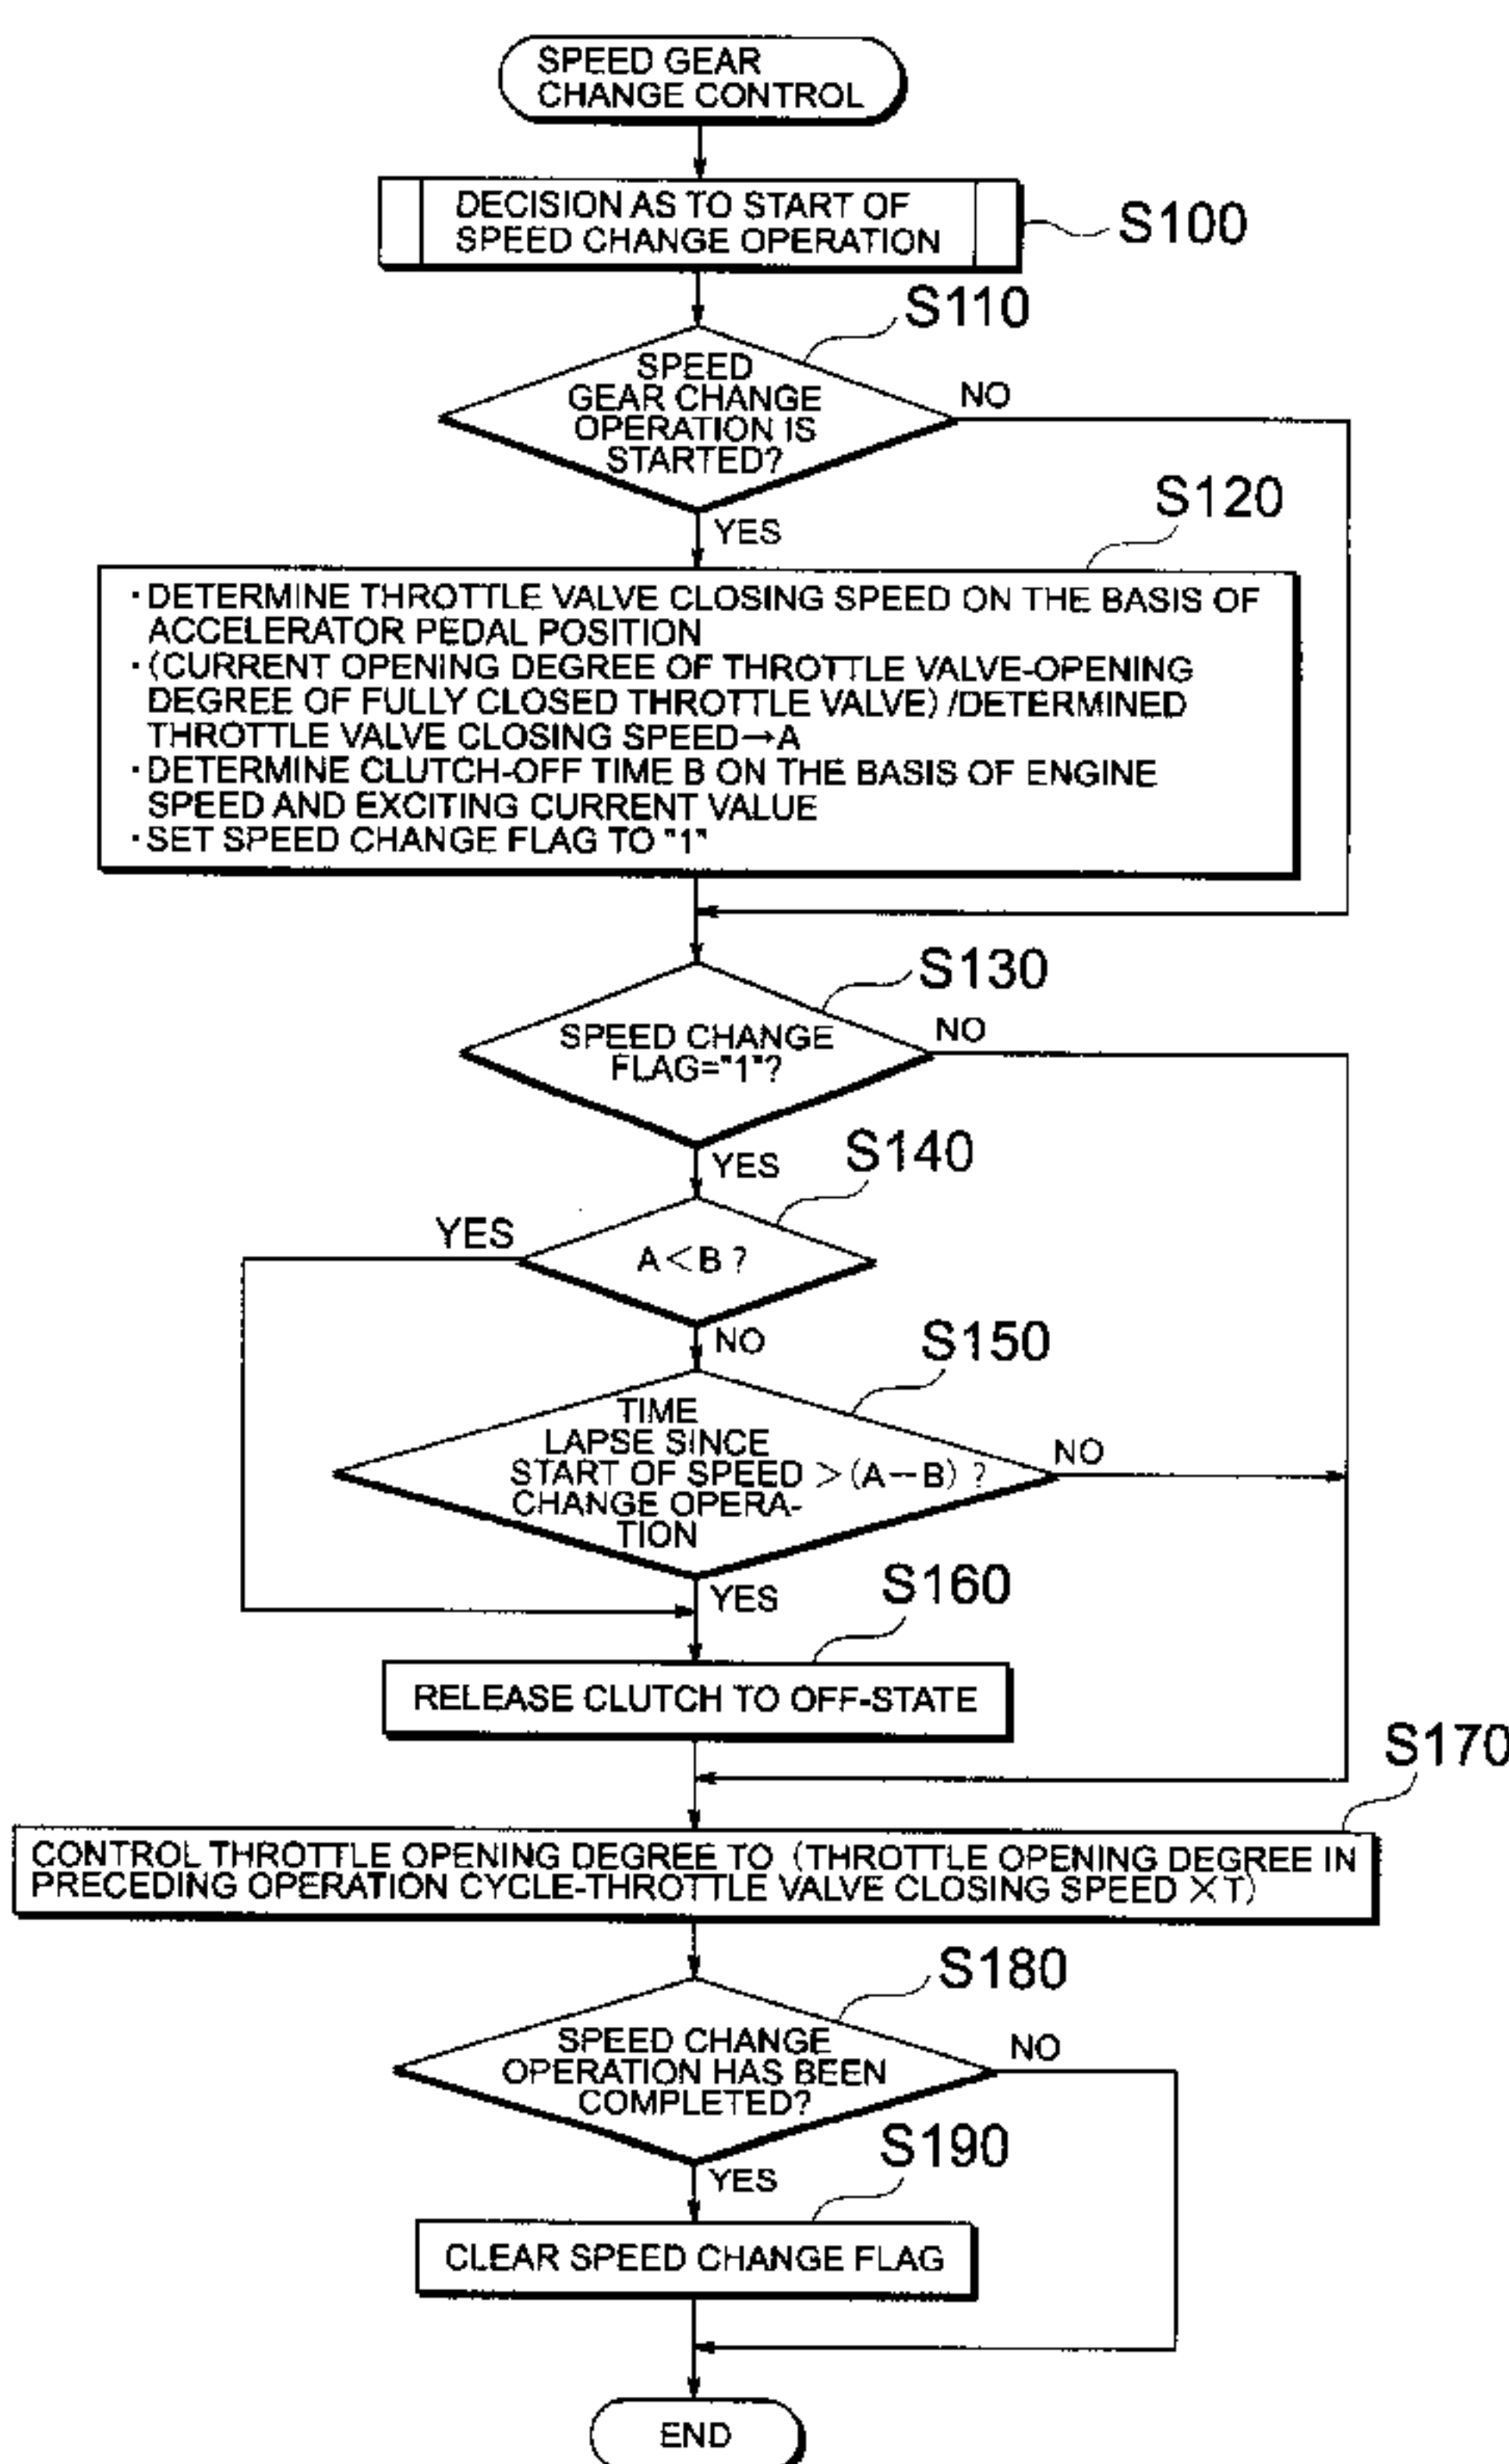 SPEED GEAR
CHANGE CONTROL
DECISION AS TO START OF
SPEED CHANGE OPERATION
S100
S110
SPEED
GEAR CHANGE
OPERATION IS
STARTED?
NO
YES
S120
・DETERMINE THROTTLE VALVE CLOSING SPEED ON THE BASIS OF
ACCELERATOR PEDAL POSITION
・(CURRENT OPENING DEGREE OF THROTTLE VALVE-OPENING
DEGREE OF FULLY CLOSED THROTTLE VALVE) /DETERMINED
THROTTLE VALVE CLOSING SPEED→A
・DETERMINE CLUTCH-OFF TIME B ON THE BASIS OF ENGINE
SPEED AND EXCITING CURRENT VALUE
・SET SPEED CHANGE FLAG TO "1"
S130
SPEED CHANGE
FLAG="1"?
NO
YES
S140
YES
A<B ?
NO
S150
TIME
LAPSE SINCE
START OF SPEED >(A-B) ?
CHANGE OPERA-
TION
NO
YES
S160
RELEASE CLUTCH TO OFF-STATE
S170
CONTROL THROTTLE OPENING DEGREE TO (THROTTLE OPENING DEGREE IN
PRECEDING OPERATION CYCLE-THROTTLE VALVE CLOSING SPEED ×T)
S180
SPEED CHANGE
OPERATION HAS BEEN
COMPLETED?
NO
YES
S190
CLEAR SPEED CHANGE FLAG
END